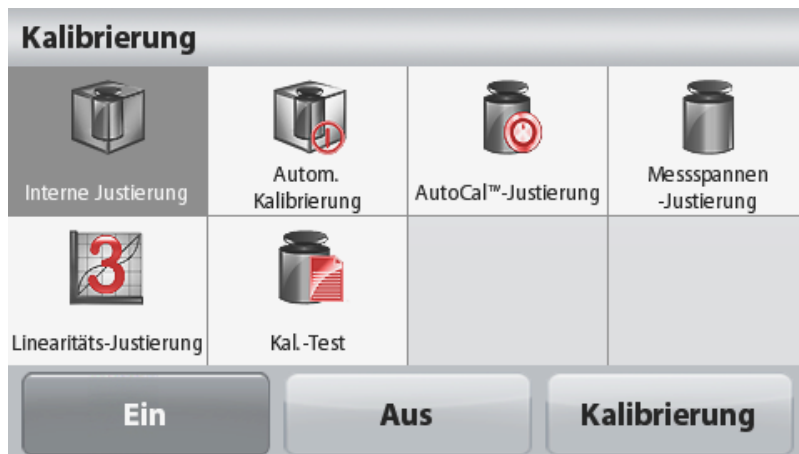 Kalibrierung
Interne Justierung
Autom.
Kalibrierung
AutoCal™-Justierung
Messspannen
-Justierung
3
Linearitäts-Justierung
Kal.-Test
Ein
Aus
Kalibrierung